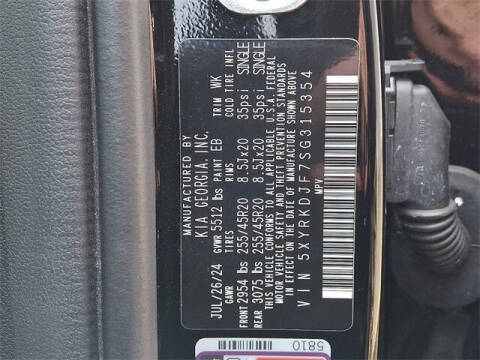 MANUFACTURED BY
KIA GEORGIA, INC.
JUL/26/24 GVWR 5512 lbs PAINT EB TRIM WK
GAWR TIRES RIMS COLD TIRE INFL
FRONT 2954 lbs 255/45R20 8.5Jx20 35psi SINGLE
REAR 3075 lbs 255/45R20 8.5Jx20 35psi SINGLE
THIS VEHICLE CONFORMS TO ALL APPLICABLE U.S.A. FEDERAL
MOTOR VEHICLE SAFETY AND THEFT PREVENTION STANDARDS
IN EFFECT ON THE DATE OF MANUFACTURE SHOWN ABOVE
VIN 5XYRKDJF7SG315354
MPV
5810